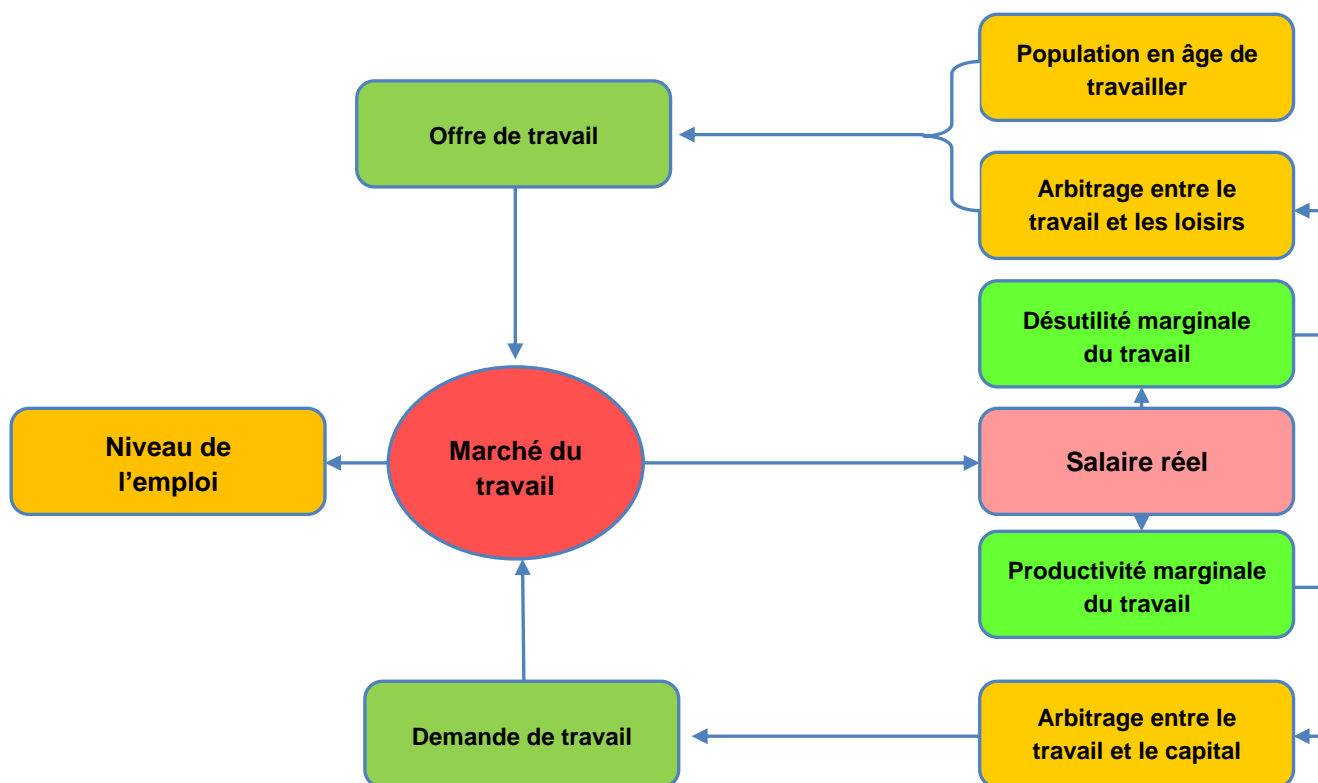 Population en âge de
travailler
Offre de travail
Arbitrage entre le
travail et les loisirs
Désutilité marginale
du travail
Niveau de
l’emploi
Marché du
travail
Salaire réel
Productivité marginale
du travail
Demande de travail
Arbitrage entre le
travail et le capital